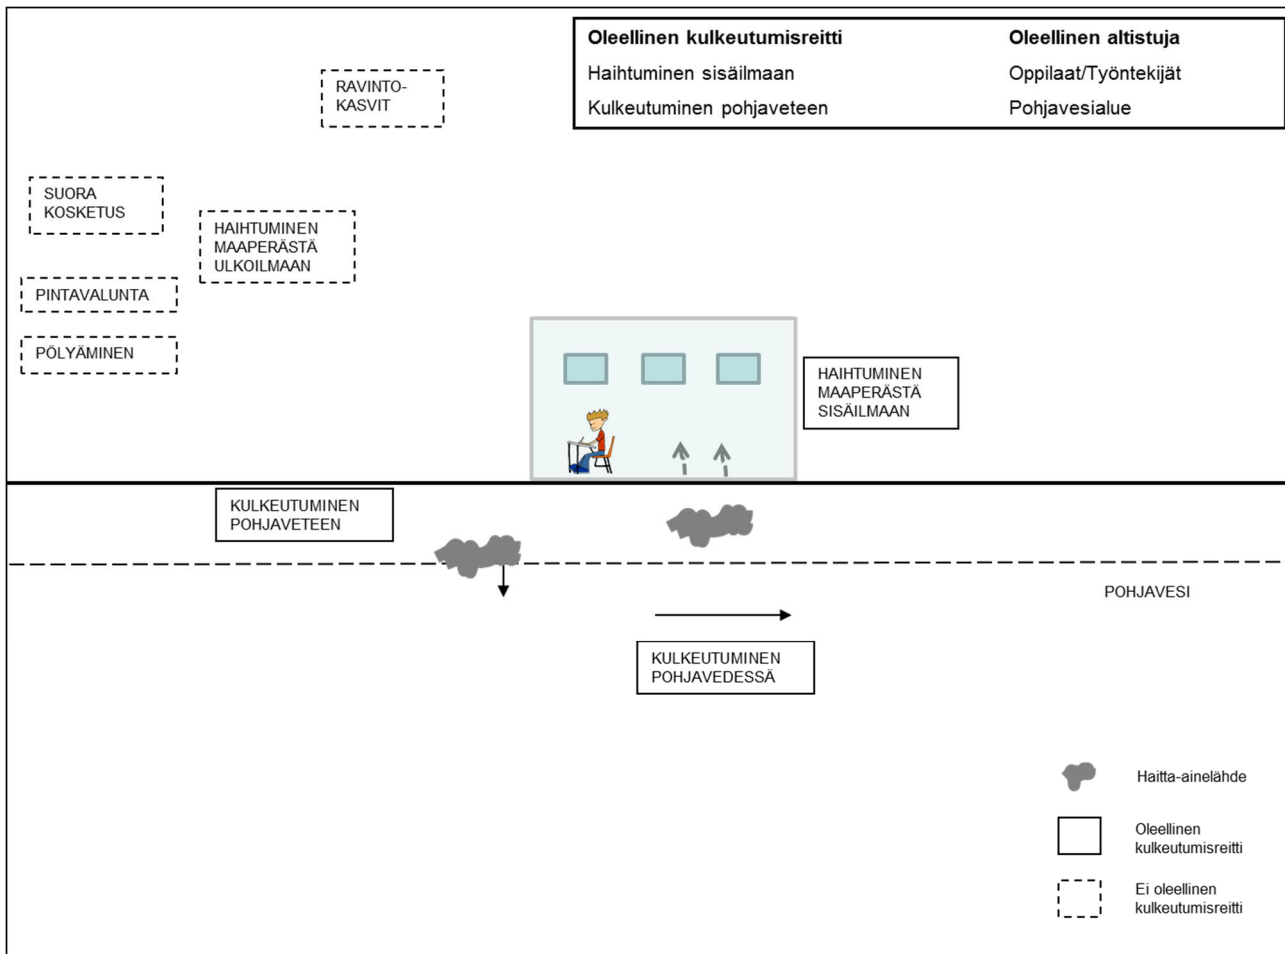 Oleellinen kulkeutumisreitti Oleellinen altistuja
Haihtuminen sisäilmaan Oppilaat/Työntekijät
Kulkeutuminen pohjaveteen Pohjavesialue
RAVINTO-
KASVIT
SUORA
KOSKETUS
HAIHTUMINEN
MAAPERÄSTÄ
ULKOILMAAN
PINTAVALUNTA
PÖLYÄMINEN
HAIHTUMINEN
MAAPERÄSTÄ
SISÄILMAAN
KULKEUTUMINEN
POHJAVETEEN
POHJAVESI
KULKEUTUMINEN
POHJAVEDESSÄ
Haitta-ainelähde
Oleellinen
kulkeutumisreitti
Ei oleellinen
kulkeutumisreitti